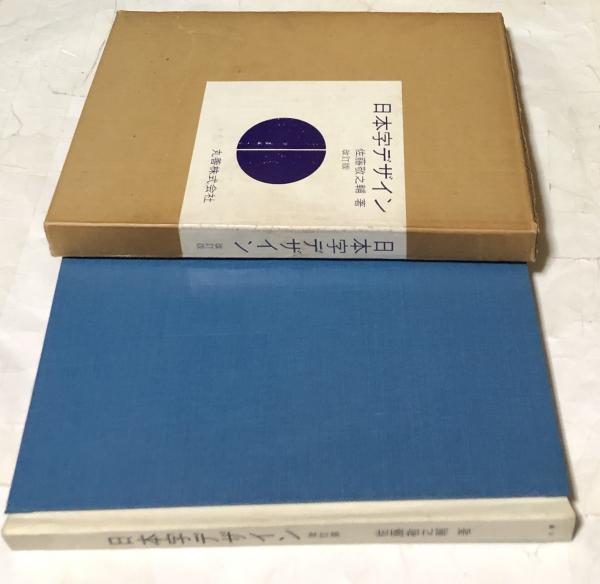 日本字デザイン
佐藤敬之輔 著
改訂版
丸善株式会社
日本字デザイン
改訂版
日本字デザイン
改訂版
佐藤敬之輔 著